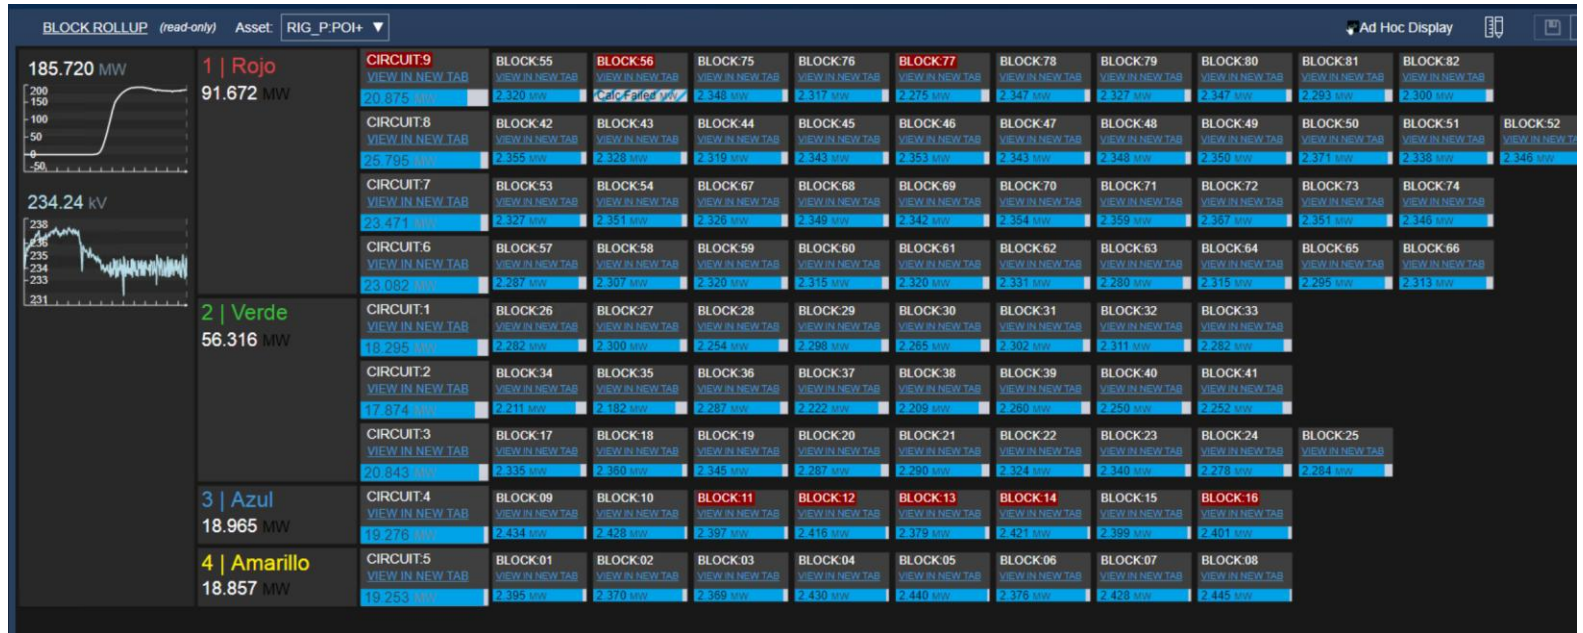 BLOCK ROLLUP (read-only) Asset: RIG_P:POI+ ▼ Ad Hoc Display
185.720 MW
200
150
100
50
0
-50
234.24 kV
238
236
235
234
233
231
1 | Rojo
91.672 MW
CIRCUIT:9 BLOCK:55 BLOCK:56 BLOCK:75 BLOCK:76 BLOCK:77 BLOCK:78 BLOCK:79 BLOCK:80 BLOCK:81 BLOCK:82
VIEW IN NEW TAB VIEW IN NEW TAB VIEW IN NEW TAB VIEW IN NEW TAB VIEW IN NEW TAB VIEW IN NEW TAB VIEW IN NEW TAB VIEW IN NEW TAB VIEW IN NEW TAB VIEW IN NEW TAB VIEW IN NEW TAB
20.875 MW 2.320 MW Calc Failed MW 2.348 MW 2.317 MW 2.275 MW 2.347 MW 2.327 MW 2.347 MW 2.293 MW 2.300 MW
CIRCUIT:8 BLOCK:42 BLOCK:43 BLOCK:44 BLOCK:45 BLOCK:46 BLOCK:47 BLOCK:48 BLOCK:49 BLOCK:50 BLOCK:51 BLOCK:52
VIEW IN NEW TAB VIEW IN NEW TAB VIEW IN NEW TAB VIEW IN NEW TAB VIEW IN NEW TAB VIEW IN NEW TAB VIEW IN NEW TAB VIEW IN NEW TAB VIEW IN NEW TAB VIEW IN NEW TAB VIEW IN NEW TAB VIEW IN NEW TA
25.795 MW 2.355 MW 2.328 MW 2.319 MW 2.343 MW 2.353 MW 2.343 MW 2.348 MW 2.350 MW 2.371 MW 2.338 MW 2.346 MW
CIRCUIT:7 BLOCK:53 BLOCK:54 BLOCK:67 BLOCK:68 BLOCK:69 BLOCK:70 BLOCK:71 BLOCK:72 BLOCK:73 BLOCK:74
VIEW IN NEW TAB VIEW IN NEW TAB VIEW IN NEW TAB VIEW IN NEW TAB VIEW IN NEW TAB VIEW IN NEW TAB VIEW IN NEW TAB VIEW IN NEW TAB VIEW IN NEW TAB VIEW IN NEW TAB VIEW IN NEW TAB
23.471 MW 2.327 MW 2.351 MW 2.326 MW 2.349 MW 2.342 MW 2.354 MW 2.359 MW 2.367 MW 2.351 MW 2.346 MW
CIRCUIT:6 BLOCK:57 BLOCK:58 BLOCK:59 BLOCK:60 BLOCK:61 BLOCK:62 BLOCK:63 BLOCK:64 BLOCK:65 BLOCK:66
VIEW IN NEW TAB VIEW IN NEW TAB VIEW IN NEW TAB VIEW IN NEW TAB VIEW IN NEW TAB VIEW IN NEW TAB VIEW IN NEW TAB VIEW IN NEW TAB VIEW IN NEW TAB VIEW IN NEW TAB VIEW IN NEW TAB
23.082 MW 2.287 MW 2.307 MW 2.320 MW 2.315 MW 2.320 MW 2.331 MW 2.280 MW 2.315 MW 2.295 MW 2.313 MW
2 | Verde
56.316 MW
CIRCUIT:1 BLOCK:26 BLOCK:27 BLOCK:28 BLOCK:29 BLOCK:30 BLOCK:31 BLOCK:32 BLOCK:33
VIEW IN NEW TAB VIEW IN NEW TAB VIEW IN NEW TAB VIEW IN NEW TAB VIEW IN NEW TAB VIEW IN NEW TAB VIEW IN NEW TAB VIEW IN NEW TAB VIEW IN NEW TAB
18.295 MW 2.282 MW 2.300 MW 2.254 MW 2.298 MW 2.265 MW 2.302 MW 2.311 MW 2.282 MW
CIRCUIT:2 BLOCK:34 BLOCK:35 BLOCK:36 BLOCK:37 BLOCK:38 BLOCK:39 BLOCK:40 BLOCK:41
VIEW IN NEW TAB VIEW IN NEW TAB VIEW IN NEW TAB VIEW IN NEW TAB VIEW IN NEW TAB VIEW IN NEW TAB VIEW IN NEW TAB VIEW IN NEW TAB VIEW IN NEW TAB
17.874 MW 2.211 MW 2.182 MW 2.287 MW 2.222 MW 2.209 MW 2.260 MW 2.250 MW 2.252 MW
CIRCUIT:3 BLOCK:17 BLOCK:18 BLOCK:19 BLOCK:20 BLOCK:21 BLOCK:22 BLOCK:23 BLOCK:24 BLOCK:25
VIEW IN NEW TAB VIEW IN NEW TAB VIEW IN NEW TAB VIEW IN NEW TAB VIEW IN NEW TAB VIEW IN NEW TAB VIEW IN NEW TAB VIEW IN NEW TAB VIEW IN NEW TAB VIEW IN NEW TAB
20.843 MW 2.335 MW 2.360 MW 2.345 MW 2.287 MW 2.290 MW 2.324 MW 2.340 MW 2.278 MW 2.284 MW
3 | Azul
18.965 MW
CIRCUIT:4 BLOCK:09 BLOCK:10 BLOCK:11 BLOCK:12 BLOCK:13 BLOCK:14 BLOCK:15 BLOCK:16
VIEW IN NEW TAB VIEW IN NEW TAB VIEW IN NEW TAB VIEW IN NEW TAB VIEW IN NEW TAB VIEW IN NEW TAB VIEW IN NEW TAB VIEW IN NEW TAB VIEW IN NEW TAB
19.276 MW 2.434 MW 2.428 MW 2.397 MW 2.416 MW 2.379 MW 2.421 MW 2.399 MW 2.401 MW
4 | Amarillo
18.857 MW
CIRCUIT:5 BLOCK:01 BLOCK:02 BLOCK:03 BLOCK:04 BLOCK:05 BLOCK:06 BLOCK:07 BLOCK:08
VIEW IN NEW TAB VIEW IN NEW TAB VIEW IN NEW TAB VIEW IN NEW TAB VIEW IN NEW TAB VIEW IN NEW TAB VIEW IN NEW TAB VIEW IN NEW TAB VIEW IN NEW TAB
19.253 MW 2.395 MW 2.370 MW 2.369 MW 2.430 MW 2.440 MW 2.376 MW 2.428 MW 2.445 MW